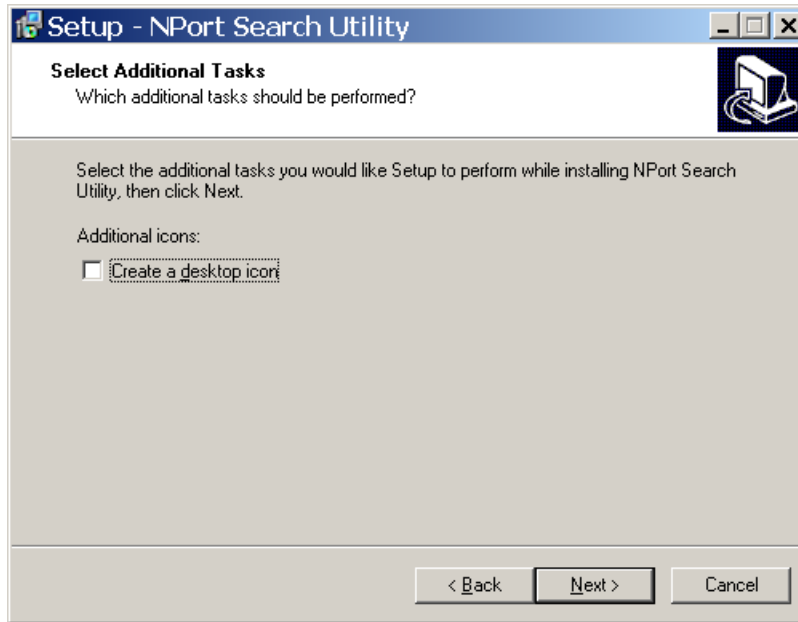 Setup - NPort Search Utility
Select Additional Tasks
Which additional tasks should be performed?
Select the additional tasks you would like Setup to perform while installing NPort Search
Utility, then click Next.
Additional icons:
Create a desktop icon
< Back Next > Cancel